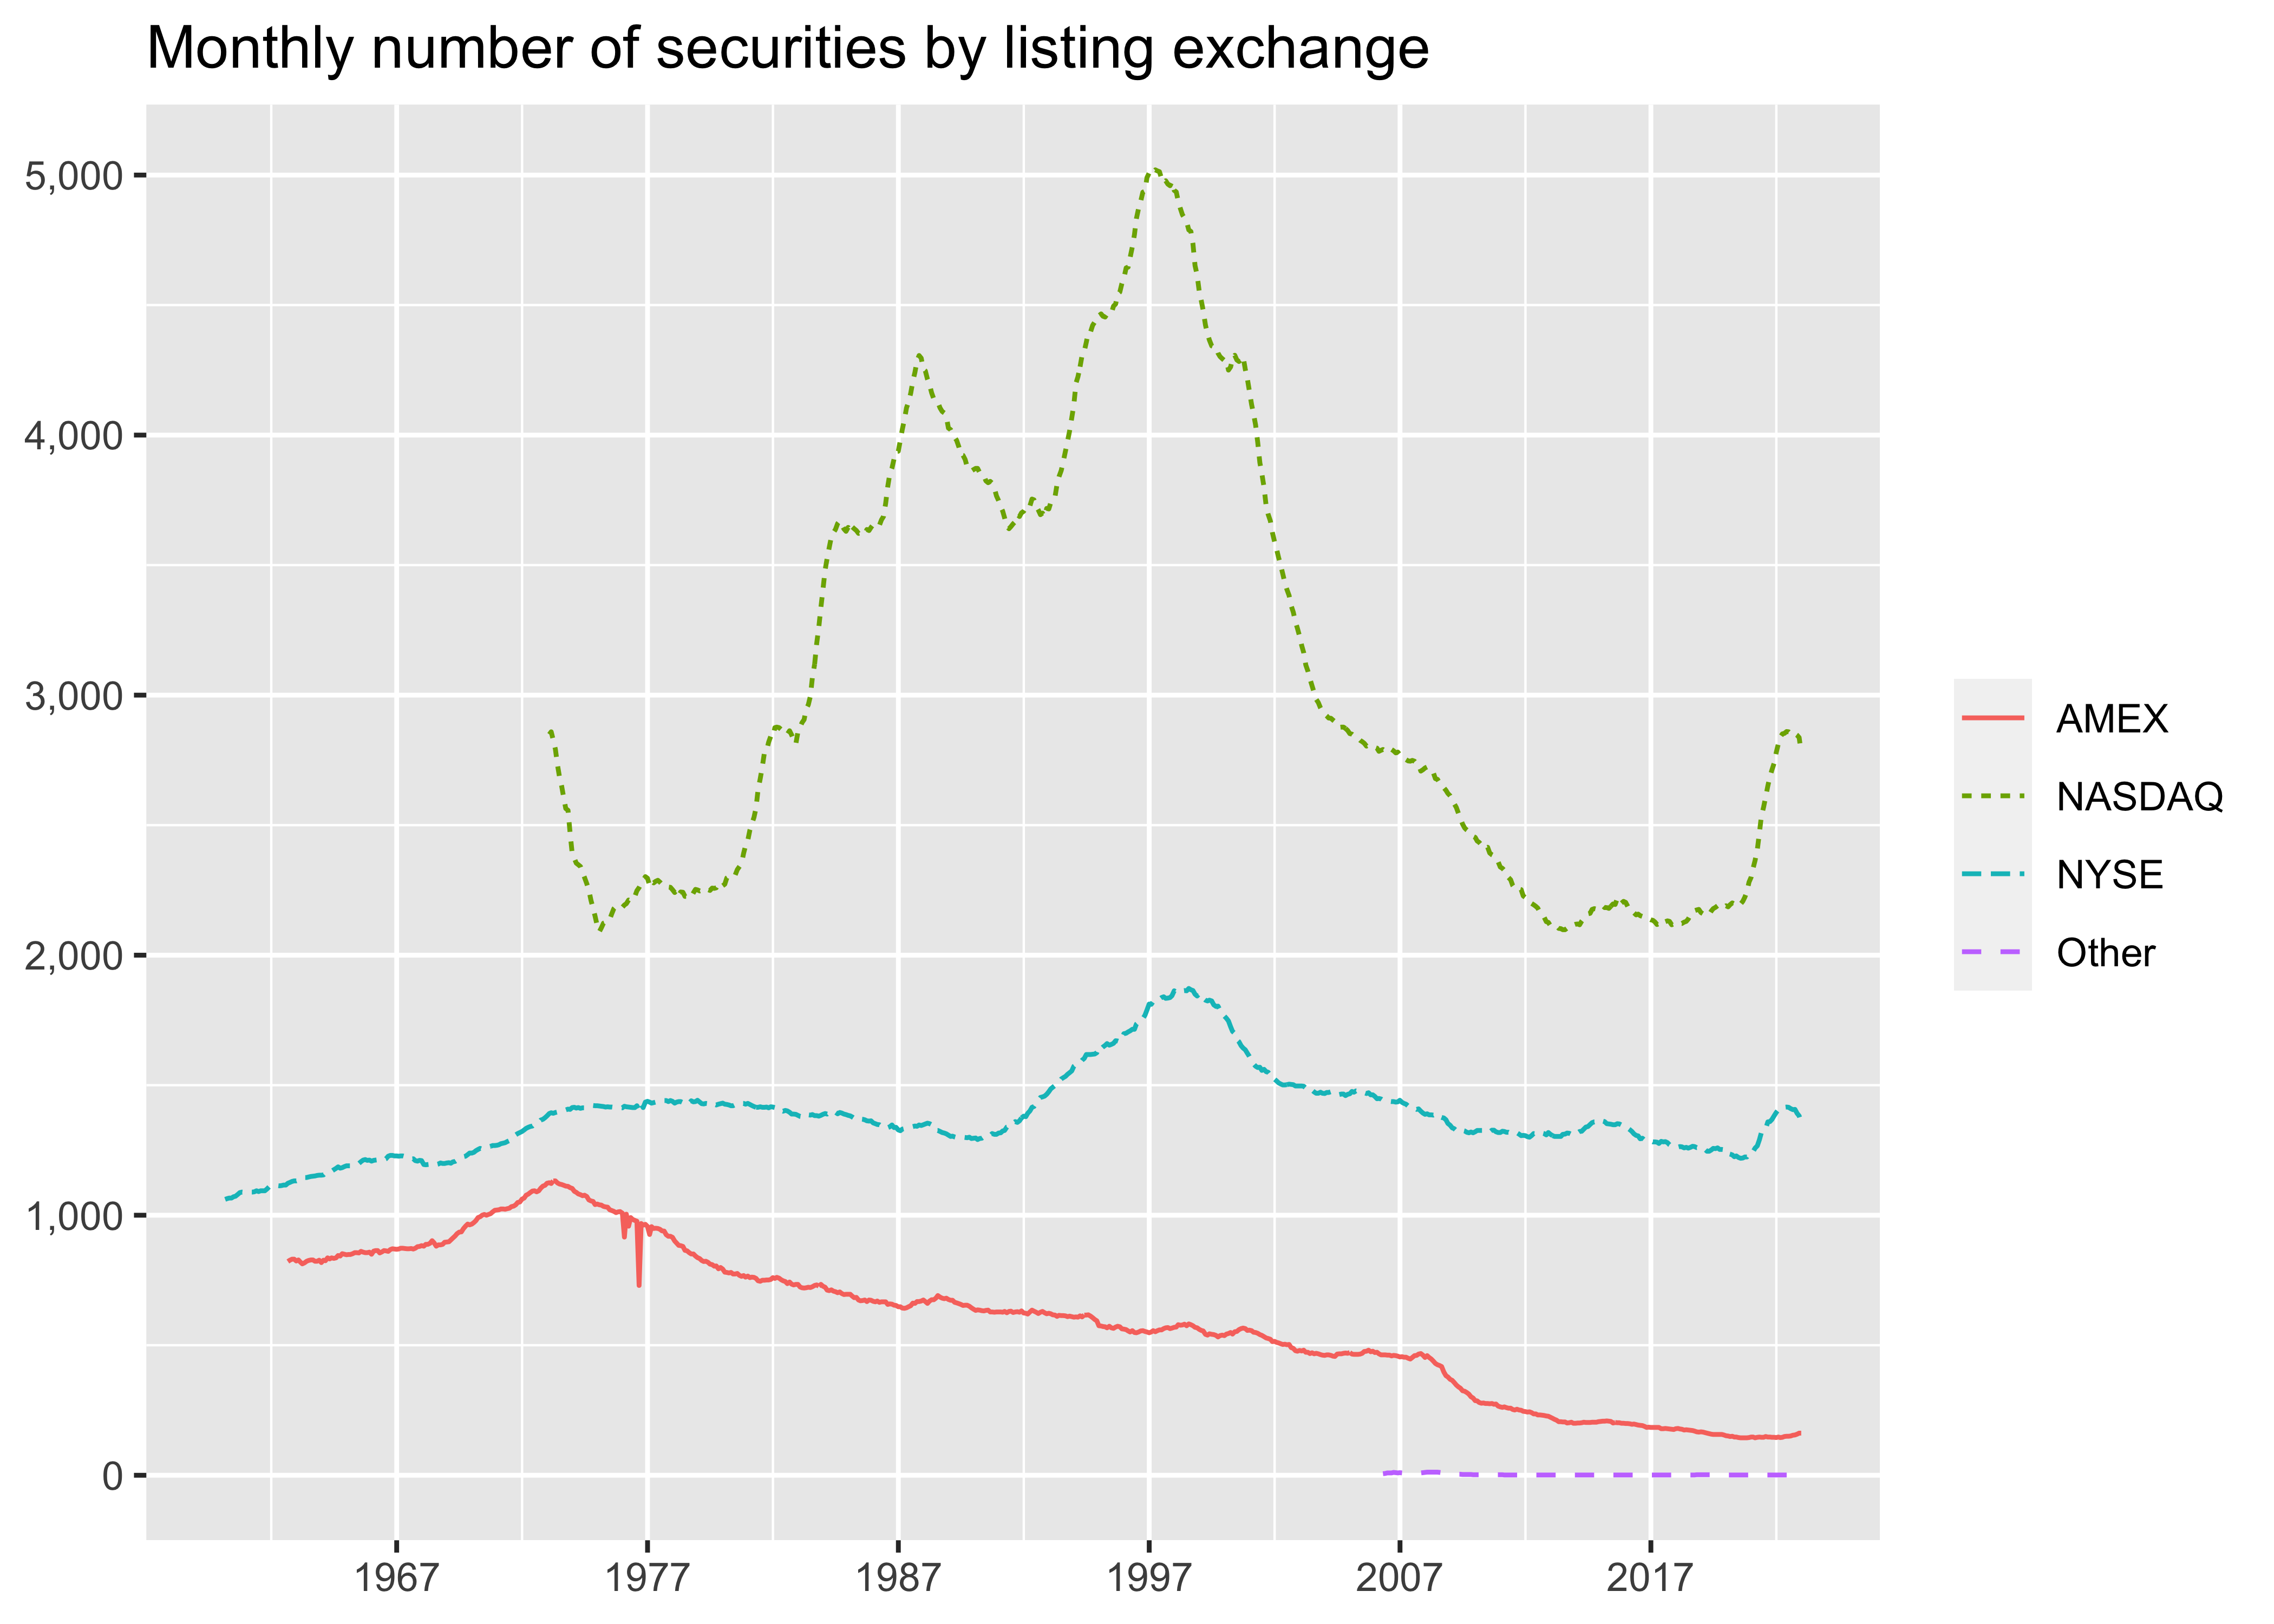 Monthly number of securities by listing exchange
5,000
4,000
3,000
2,000
1,000
0
1967 1977 1987 1997 2007 2017
AMEX
NASDAQ
NYSE
Other